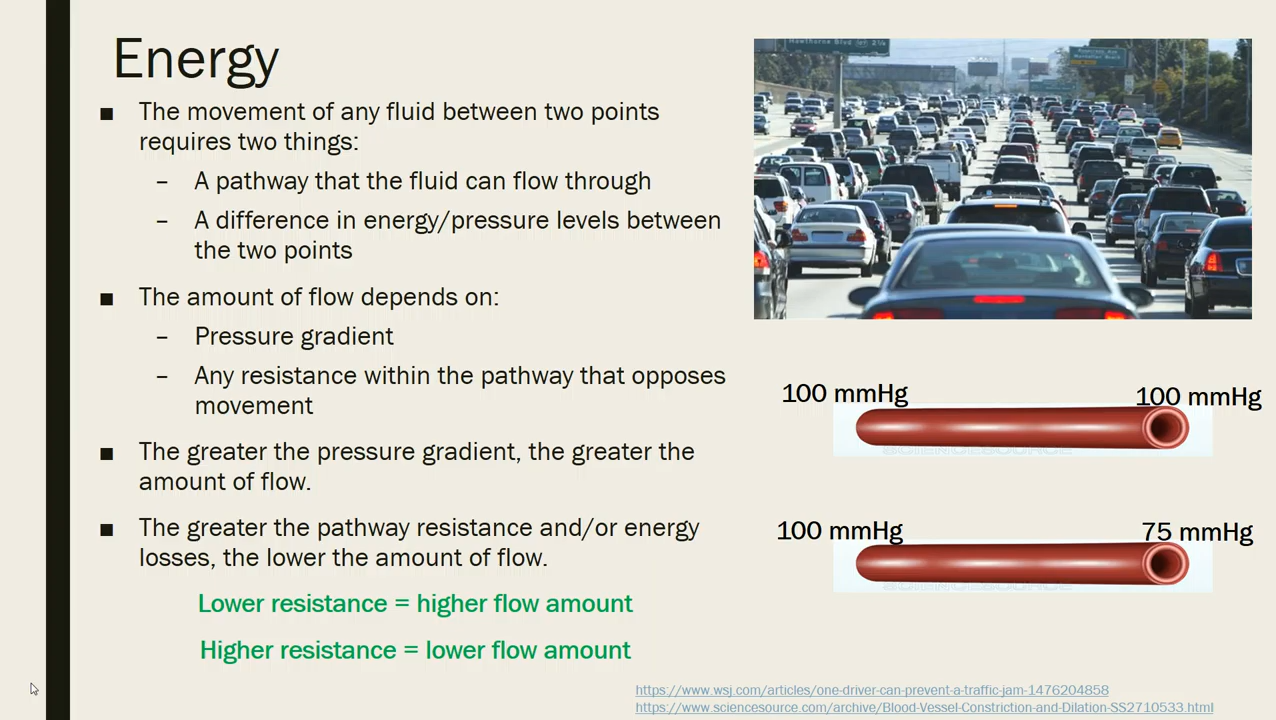 Energy
■ The movement of any fluid between two points
requires two things:
– A pathway that the fluid can flow through
– A difference in energy/pressure levels between
the two points
■ The amount of flow depends on:
– Pressure gradient
– Any resistance within the pathway that opposes
movement
■ The greater the pressure gradient, the greater the
amount of flow.
■ The greater the pathway resistance and/or energy
losses, the lower the amount of flow.
Lower resistance = higher flow amount
Higher resistance = lower flow amount
Hawthorne Blvd
100 mmHg
100 mmHg
100 mmHg
75 mmHg
https://www.wsj.com/articles/one-driver-can-prevent-a-traffic-jam-1476204858
https://www.sciencesource.com/archive/Blood-Vessel-Constriction-and-Dilation-SS2710533.html